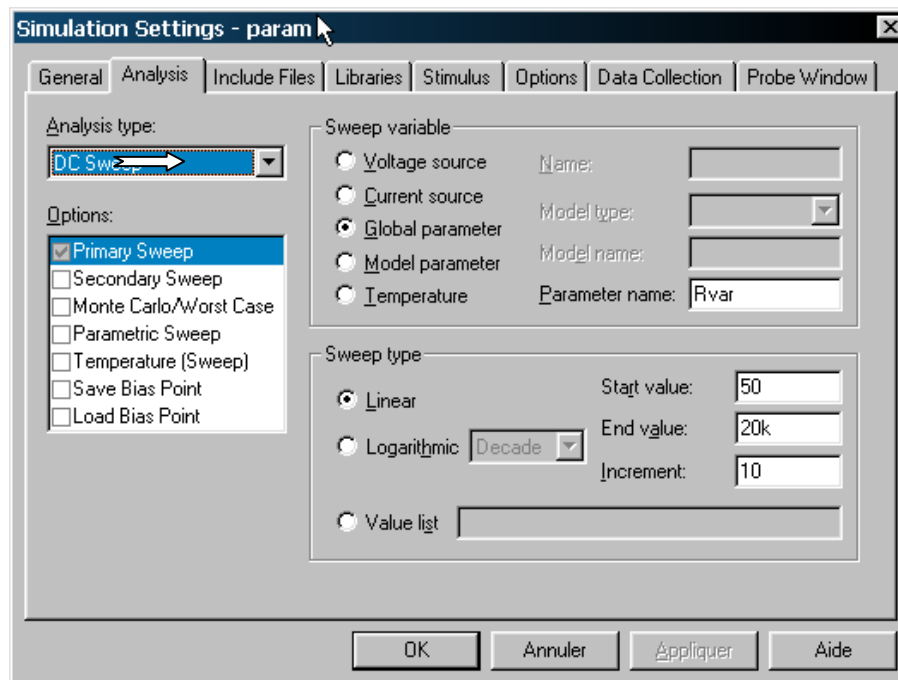 Simulation Settings - param
General Analysis Include Files Libraries Stimulus Options Data Collection Probe Window
Analysis type:
DC Sweep
Options:
Primary Sweep
Secondary Sweep
Monte Carlo/Worst Case
Parametric Sweep
Temperature (Sweep)
Save Bias Point
Load Bias Point
Sweep variable
Voltage source
Current source
Global parameter
Model parameter
Temperature
Name:
Model type:
Model name:
Parameter name: Rvar
Sweep type
Linear
Logarithmic Decade
Value list
Start value: 50
End value: 20k
Increment: 10
OK Annuler Appliquer Aide